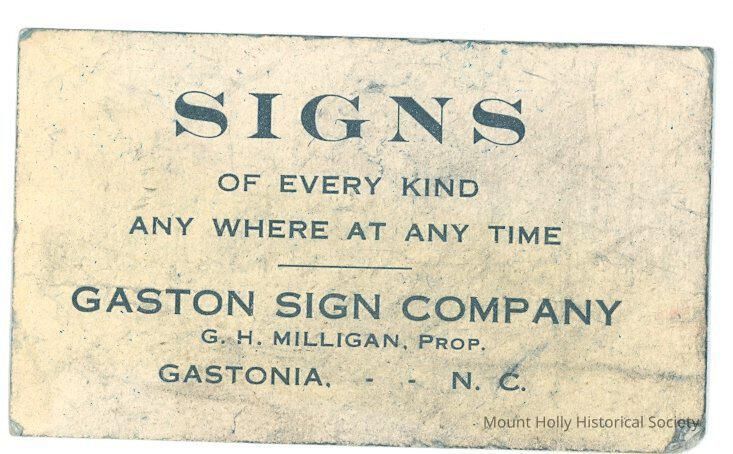 SIGNS
OF EVERY KIND
ANY WHERE AT ANY TIME
GASTON SIGN COMPANY
G. H. MILLIGAN, PROP.
GASTONIA, - - N. C.
Mount Holly Historical Society